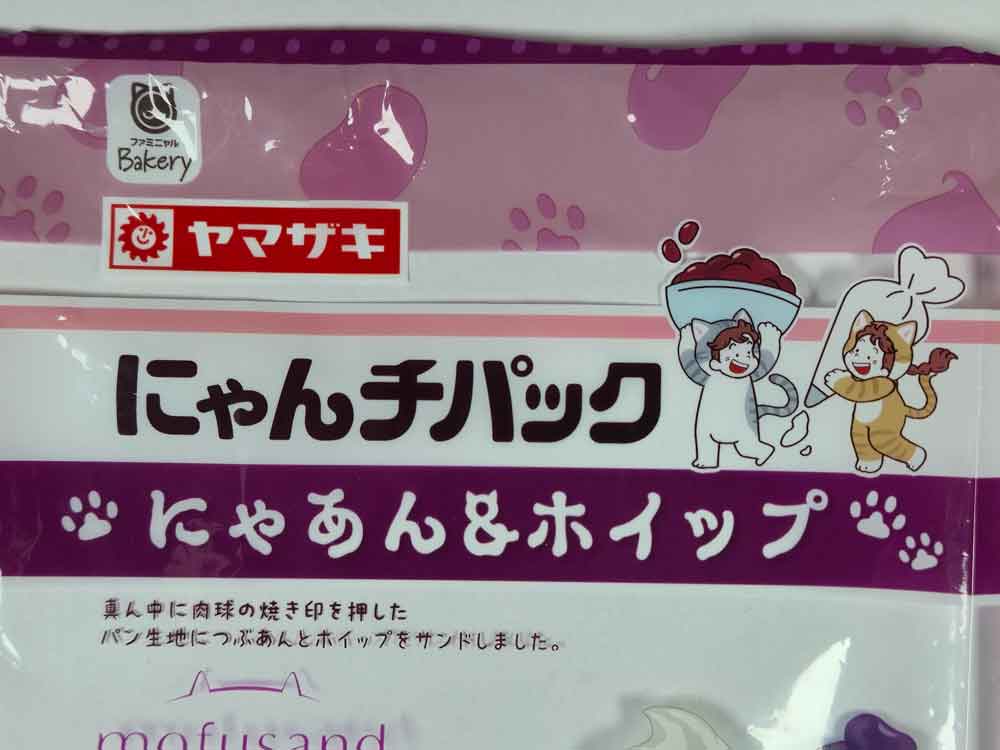 ファミニャル
Bakery
ヤマザキ
にゃんチパック
にゃあん&ホイップ
真ん中に肉球の焼き印を押した
パン生地につぶあんとホイップをサンドしました。
mofusand